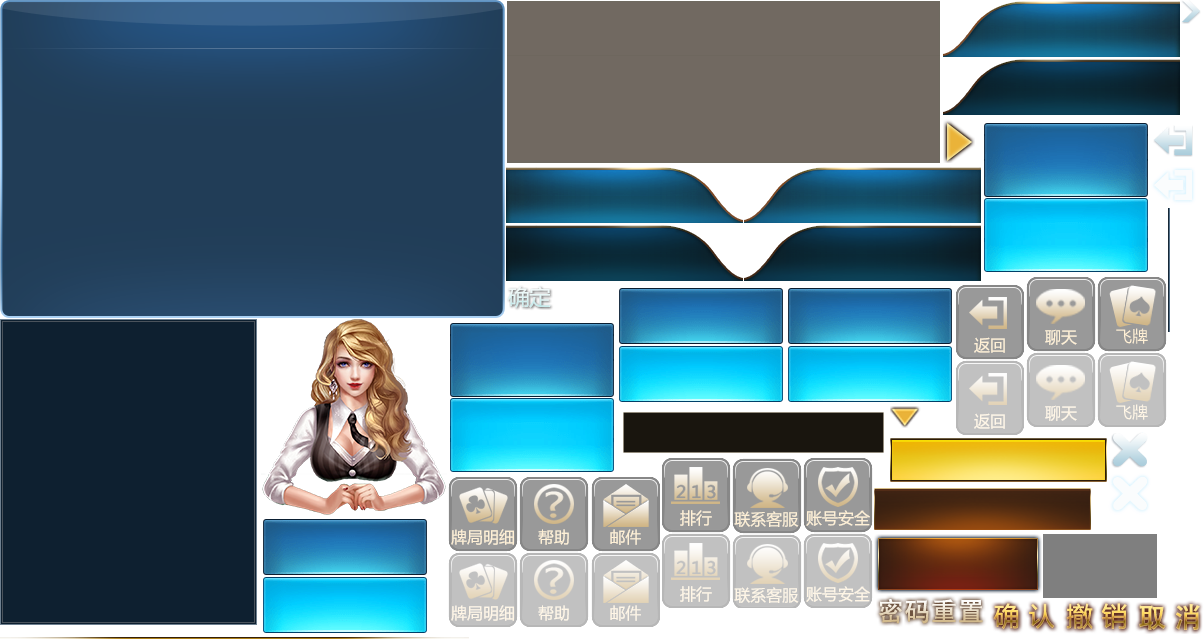 确定
返回
聊天
飞牌
返回
聊天
飞牌
牌局明细
帮助
邮件
213
排行
联系客服
账号安全
牌局明细
帮助
邮件
213
排行
联系客服
账号安全
密码重置
确认
撤销
取消